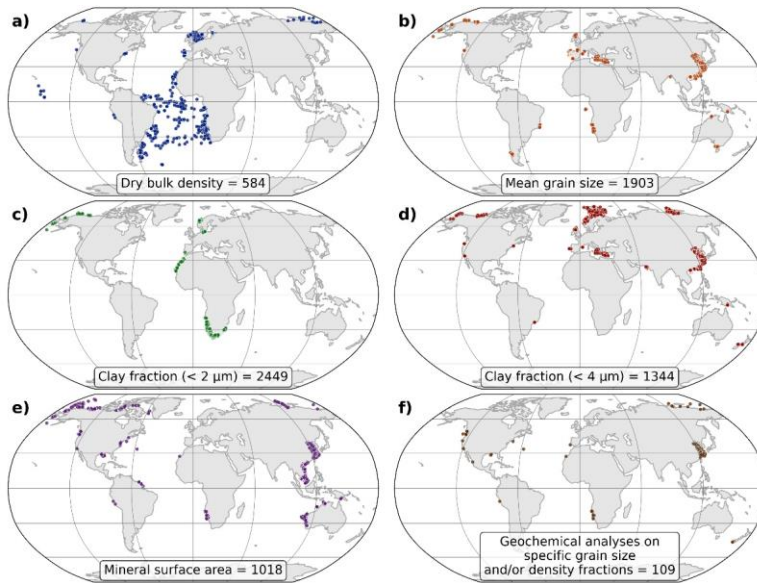 a)
b)
Dry bulk density = 584
Mean grain size = 1903
c)
d)
Clay fraction (< 2 µm) = 2449
Clay fraction (< 4 µm) = 1344
e)
f)
Mineral surface area = 1018
Geochemical analyses on
specific grain size
and/or density fractions = 109